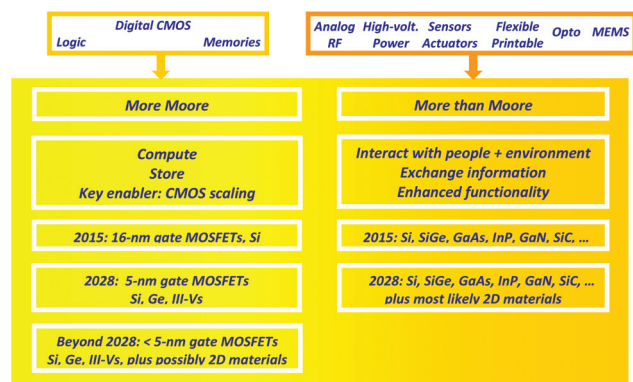 Digital CMOS
Logic Memories
Analog High-volt. Sensors Flexible Opto MEMS
RF Power Actuators Printable
More Moore
More than Moore
Compute
Store
Key enabler: CMOS scaling
Interact with people + environment
Exchange information
Enhanced functionality
2015: 16-nm gate MOSFETs, Si
2015: Si, SiGe, GaAs, InP, GaN, SiC, ...
2028: 5-nm gate MOSFETs
Si, Ge, III-Vs
2028: Si, SiGe, GaAs, InP, GaN, SiC, ...
plus most likely 2D materials
Beyond 2028: < 5-nm gate MOSFETs
Si, Ge, III-Vs, plus possibly 2D materials